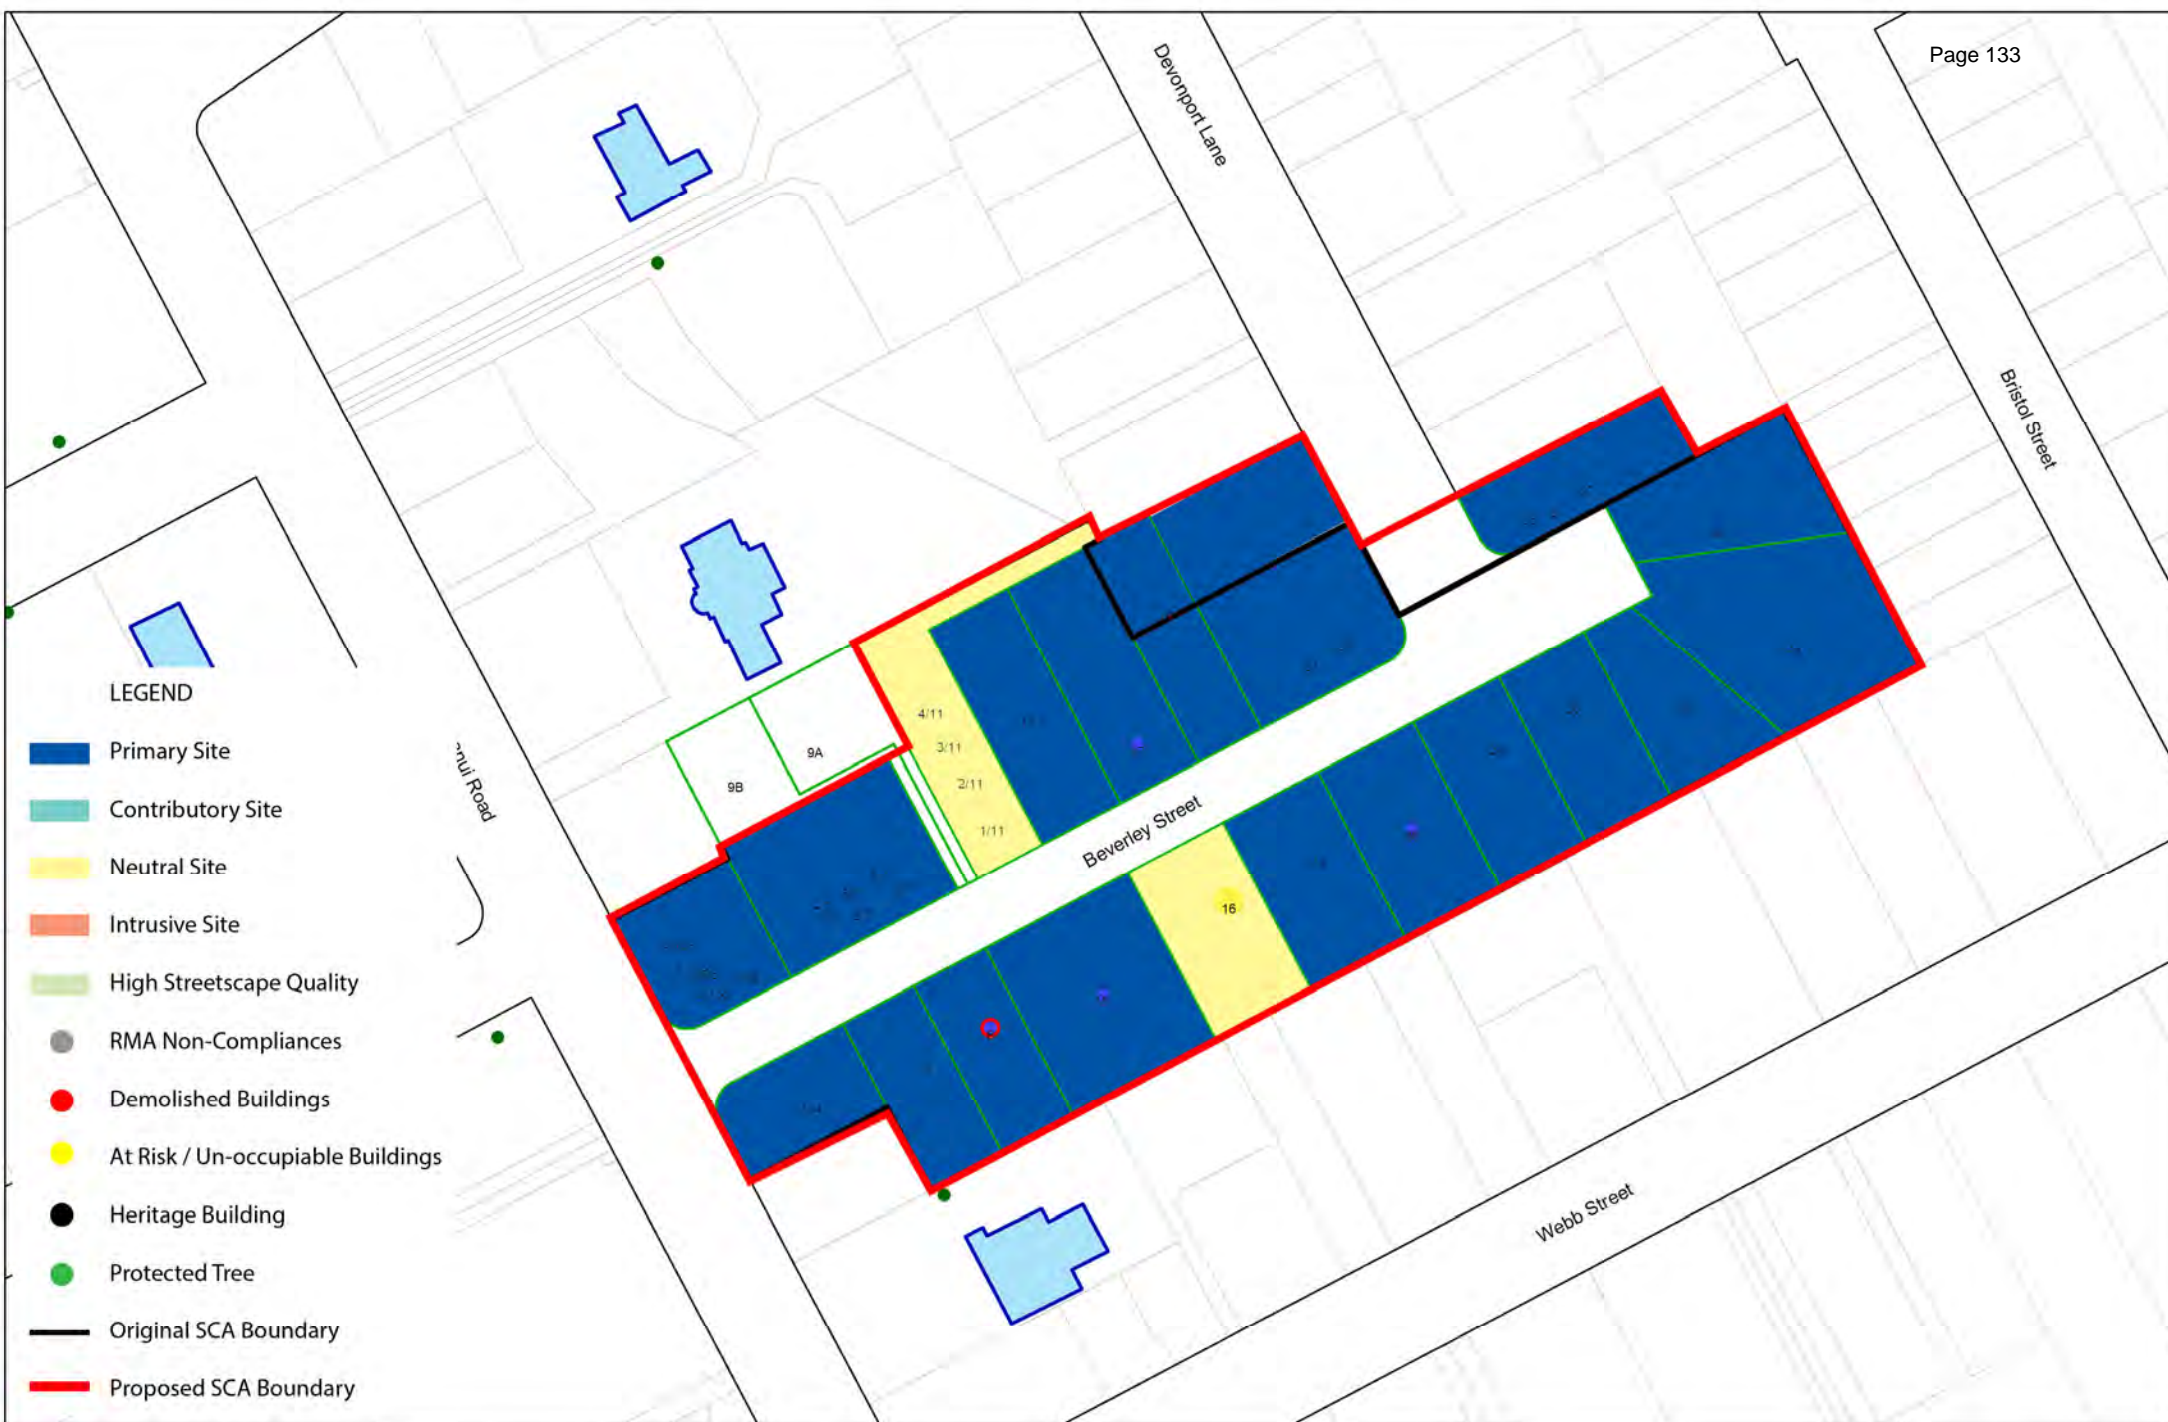 Page 133
Devonport Lane
Bristol Street
4/11
3/11
9A
2/11
9B
1/11
Beverley Street
16
Webb Street
Road
LEGEND
Primary Site
Contributory Site
Neutral Site
Intrusive Site
High Streetscape Quality
RMA Non-Compliances
Demolished Buildings
At Risk / Un-occupiable Buildings
Heritage Building
Protected Tree
Original SCA Boundary
Proposed SCA Boundary